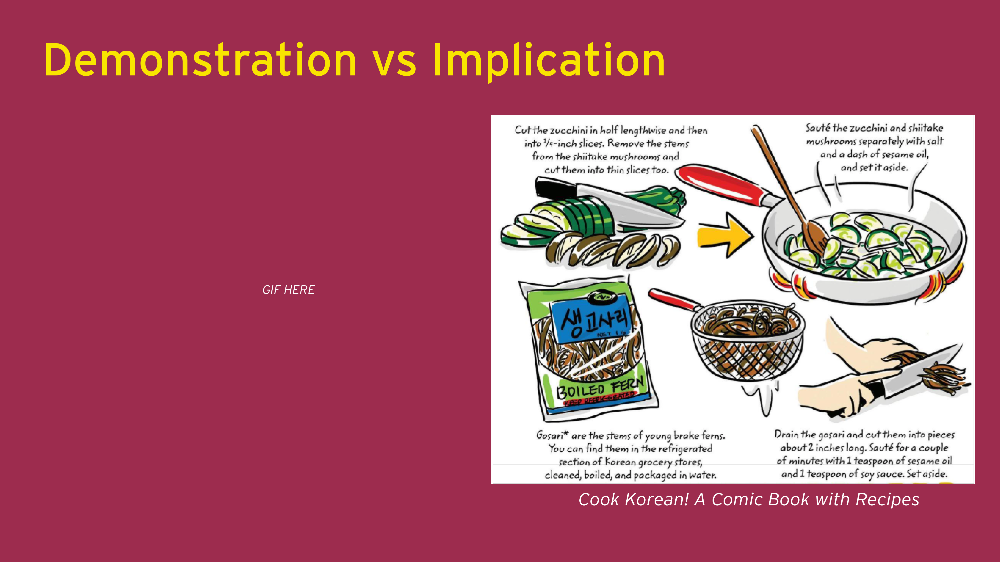 Demonstration vs Implication
GIF HERE
Cut the zucchini in half lengthwise and then
into 1/4-inch slices. Remove the stems
from the shiitake mushrooms and
cut them into thin slices too.
Sauté the zucchini and shiitake
mushrooms separately with salt
and a dash of sesame oil,
and set it aside.
생고사리
NET 1 lb
BOILED FERN
KEEP REFRIGERATED
Gosari* are the stems of young brake ferns.
You can find them in the refrigerated
section of Korean grocery stores,
cleaned, boiled, and packaged in water.
Drain the gosari and cut them into pieces
about 2 inches long. Sauté for a couple
of minutes with 1 teaspoon of sesame oil
and 1 teaspoon of soy sauce. Set aside.
Cook Korean! A Comic Book with Recipes